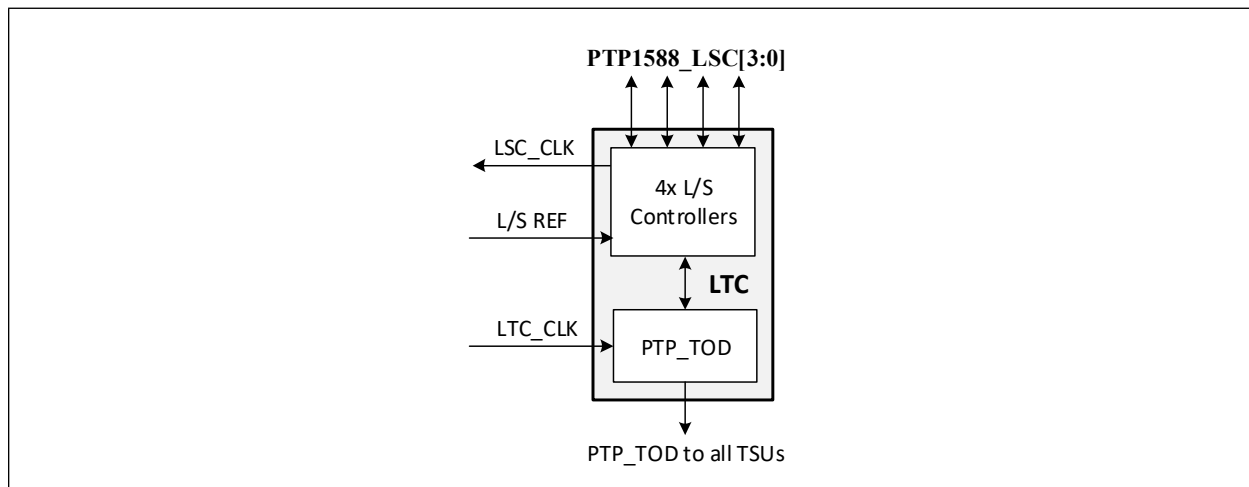 PTP1588_LSC[3:0]
LSC_CLK
4x L/S
Controllers
L/S REF
LTC
LTC_CLK
PTP_TOD
PTP_TOD to all TSUs